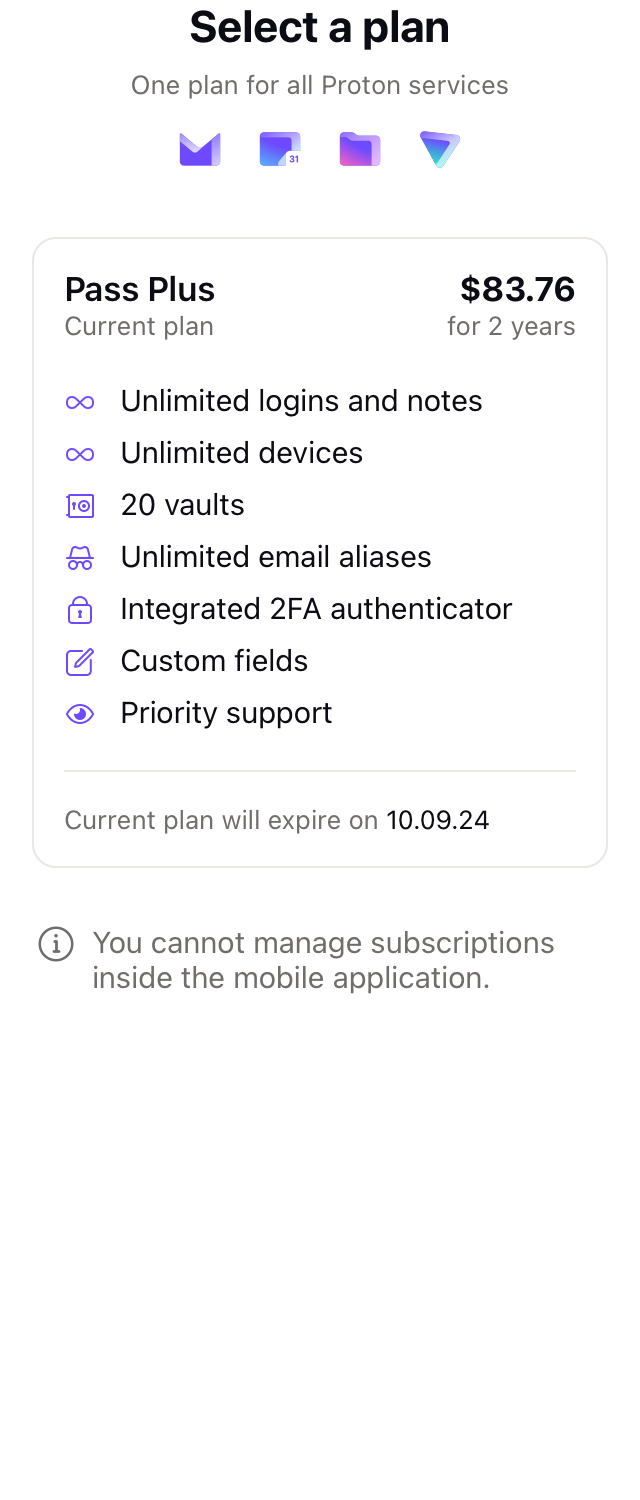 Select a plan
One plan for all Proton services
31
Pass Plus
$83.76
Current plan
for 2 years
Unlimited logins and notes
Unlimited devices
20 vaults
Unlimited email aliases
Integrated 2FA authenticator
Custom fields
Priority support
Current plan will expire on 10.09.24
You cannot manage subscriptions
inside the mobile application.